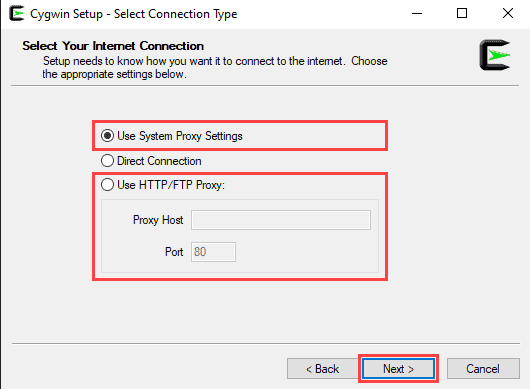 Cygwin Setup - Select Connection Type
Select Your Internet Connection
Setup needs to know how you want it to connect to the internet. Choose
the appropriate settings below.
Use System Proxy Settings
Direct Connection
Use HTTP/FTP Proxy:
Proxy Host
Port 80
< Back Next > Cancel